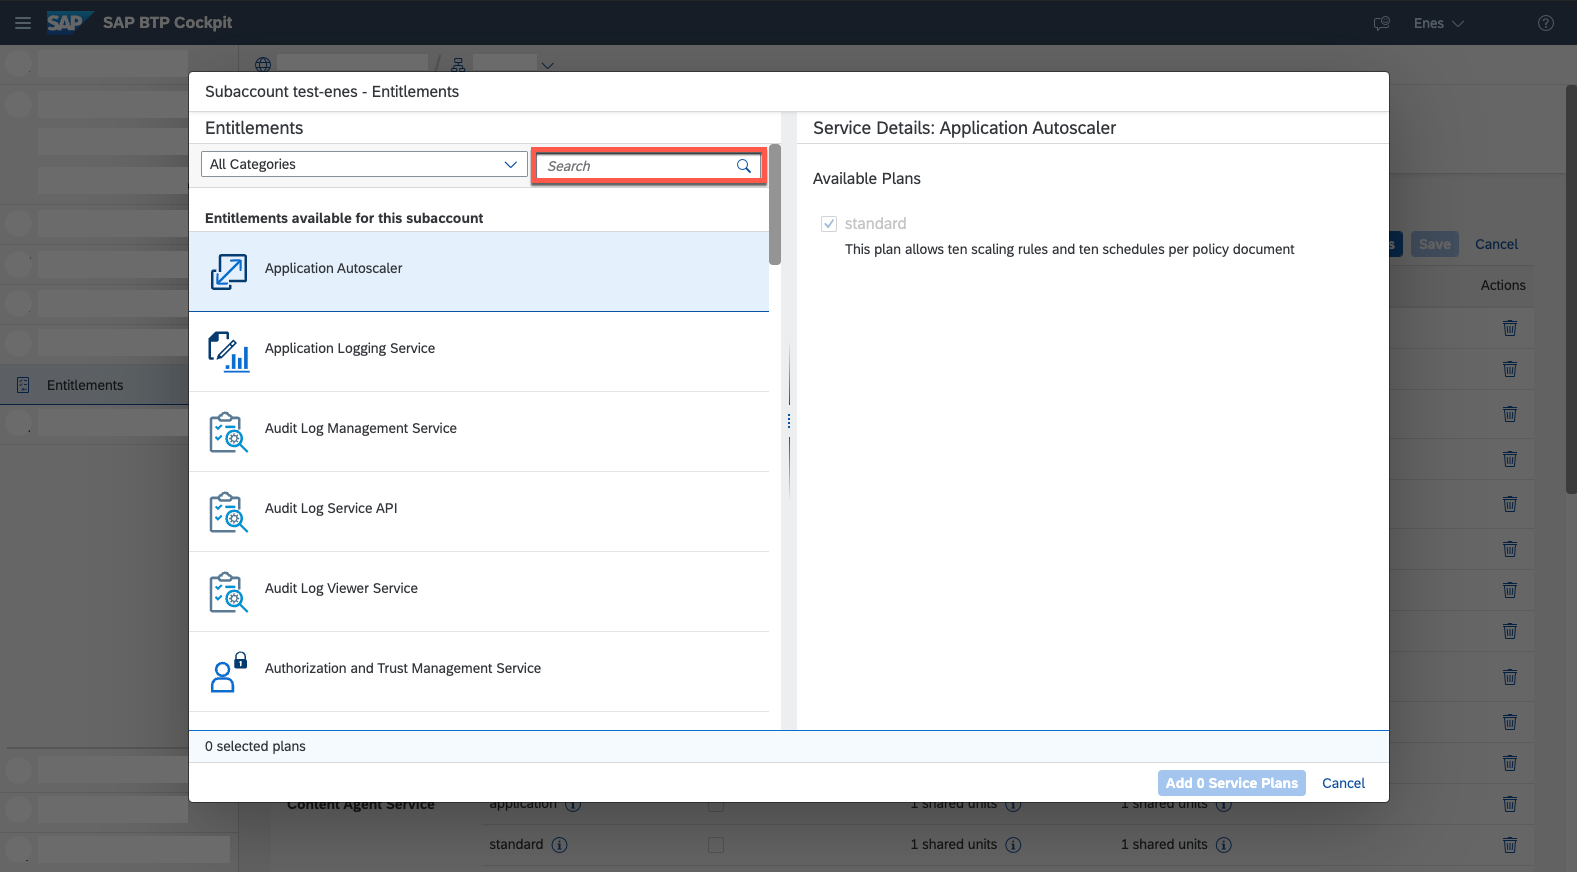 SAP SAP BTP Cockpit
Enes
Subaccount test-enes - Entitlements
Entitlements
All Categories
Search
Entitlements available for this subaccount
Application Autoscaler
Application Logging Service
Audit Log Management Service
Audit Log Service API
Audit Log Viewer Service
Authorization and Trust Management Service
Service Details: Application Autoscaler
Available Plans
standard
This plan allows ten scaling rules and ten schedules per policy document
0 selected plans
Add 0 Service Plans
Cancel
Entitlements
s
Save
Cancel
Actions
Content Agent Service
application
1 shared units
1 shared units
standard
1 shared units
1 shared units